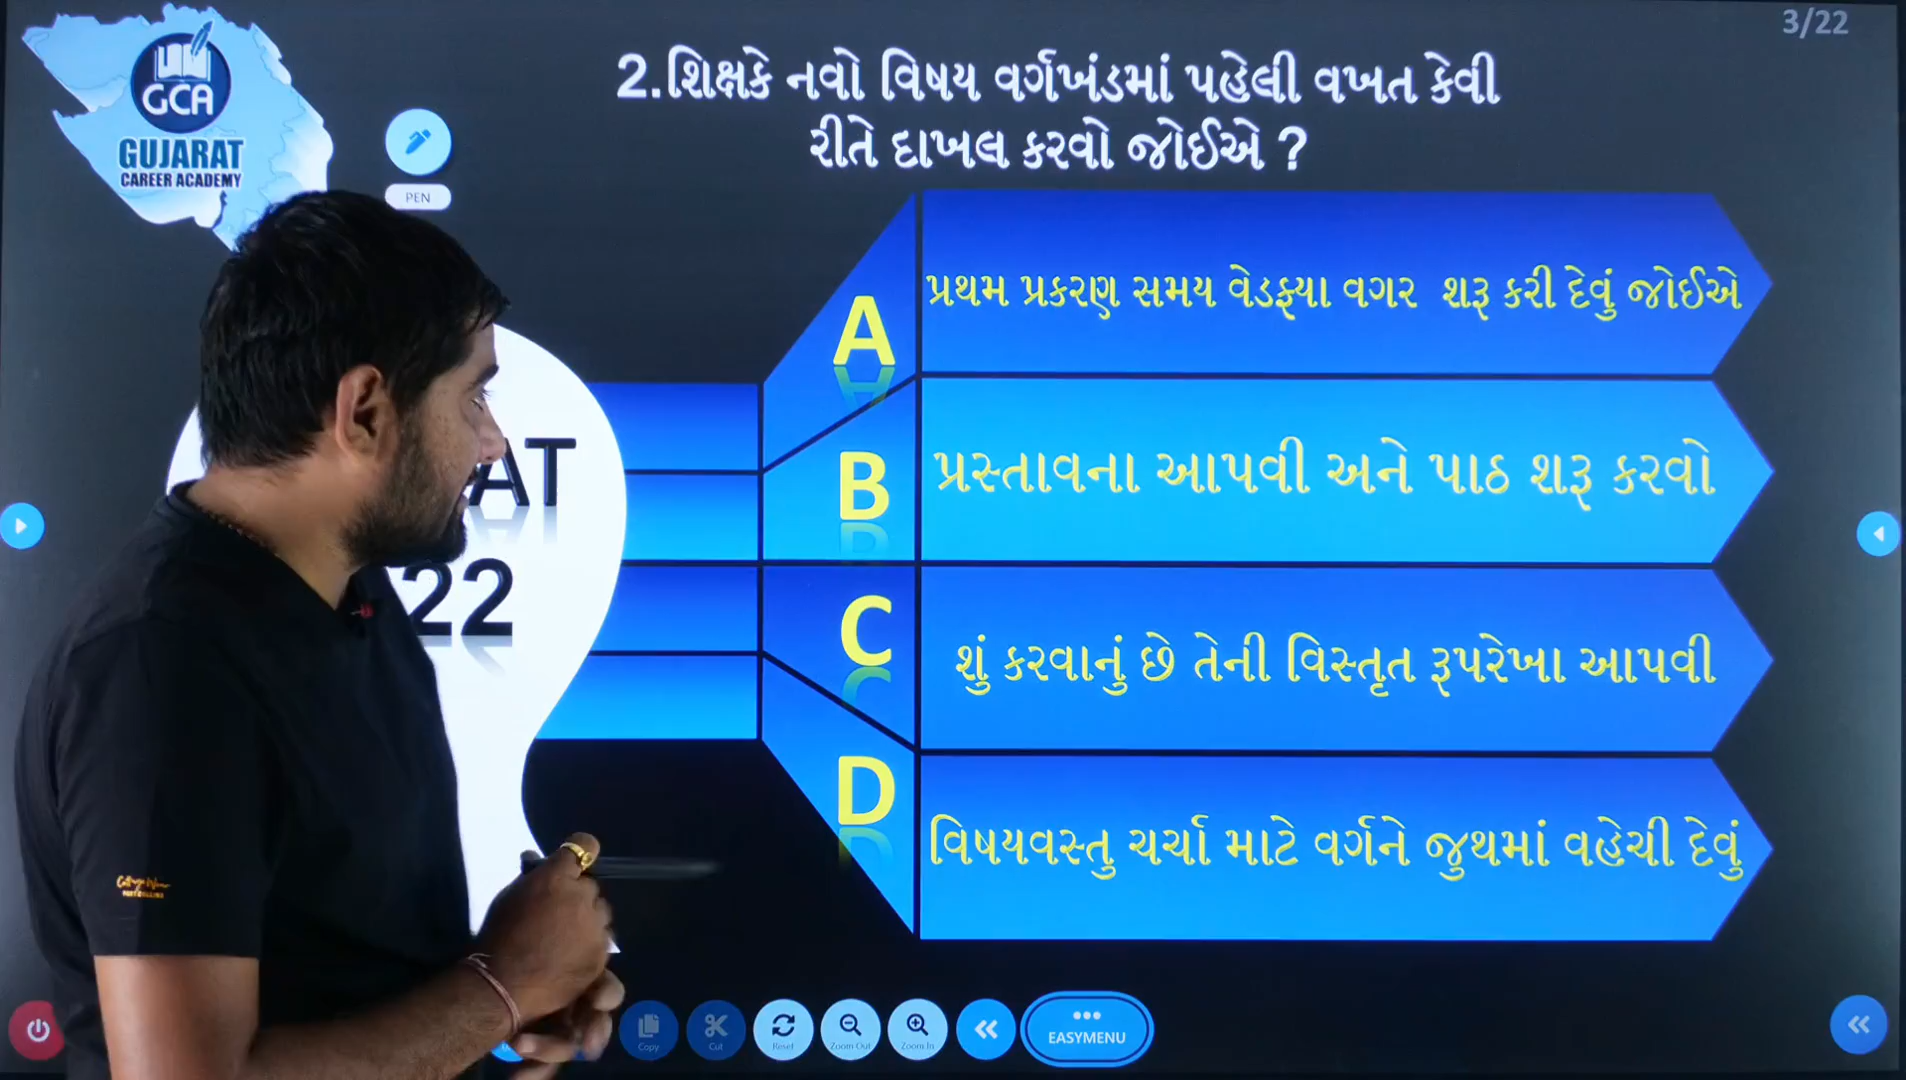 3/22
GCA
GUJARAT
CAREER ACADEMY
PEN
2.શિક્ષકે નવો વિષય વર્ગખંડમાં પહેલી વખત કેવી
રીતે દાખલ કરવો જોઈએ ?
A
પ્રથમ પ્રકરણ સમય વેડફ્યા વગર શરૂ કરી દેવું જોઈએ
B
પ્રસ્તાવના આપવી અને પાઠ શરૂ કરવો
C
શું કરવાનું છે તેની વિસ્તૃત રૂપરેખા આપવી
D
વિષયવસ્તુ ચર્ચા માટે વર્ગને જુથમાં વહેચી દેવું
AT
22
Copy
Cut
Reset
Zoom Out
Zoom In
EASYMENU